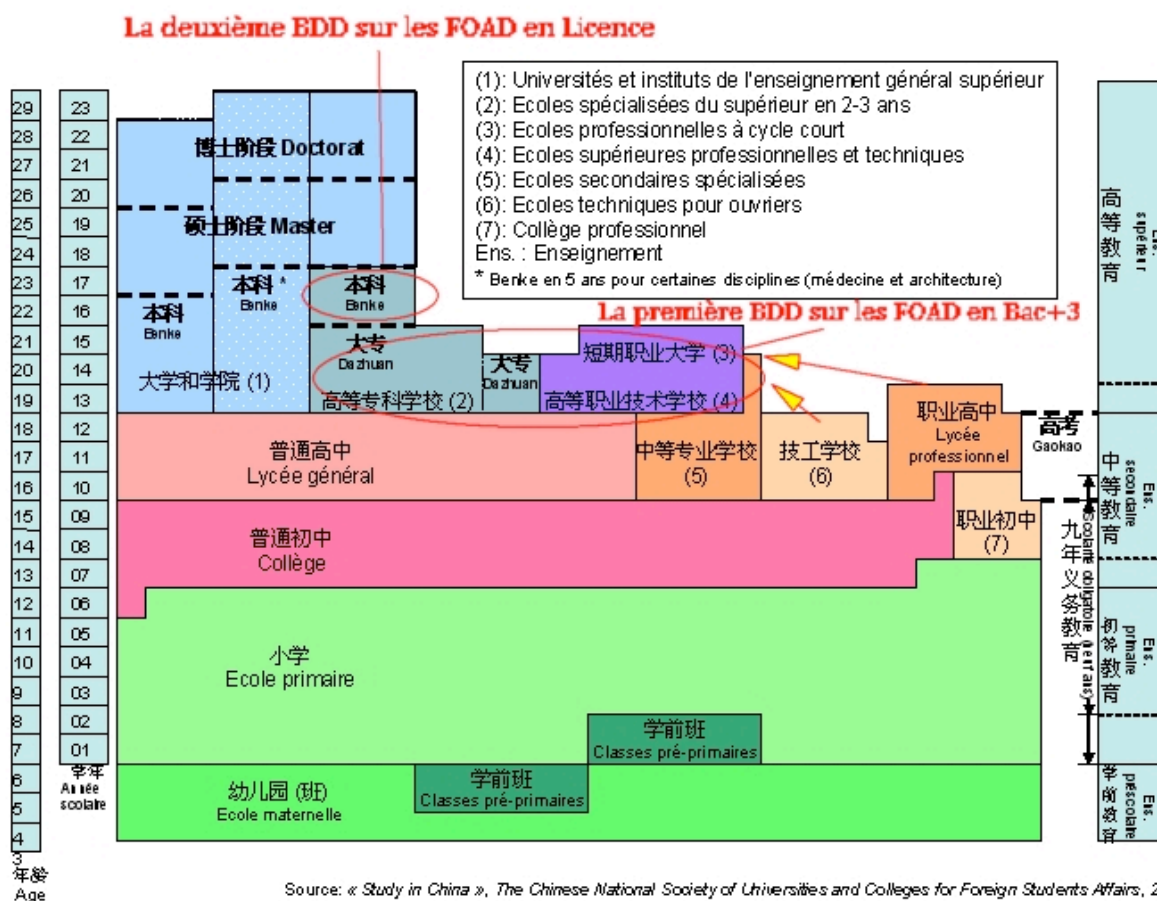 La deuxième BDD sur les FOAD en Licence
(1): Universités et instituts de l'enseignement général supérieur
(2): Ecoles spécialisées du supérieur en 2-3 ans
(3): Ecoles professionnelles à cycle court
(4): Ecoles supérieures professionnelles et techniques
(5): Ecoles secondaires spécialisées
(6): Ecoles techniques pour ouvriers
(7): Collège professionnel
Ens. : Enseignement
* Benke en 5 ans pour certaines disciplines (médecine et architecture)
La première BDD sur les FOAD en Bac+3
29 23
28 22
27 21
26 20
25 19
24 18
23 17
22 16
21 15
20 14
19 13
18 12
17 11
16 10
15 09
14 08
13 07
12 06
11 05
10 04
9 03
8 02
7 01
6
5
4
3
学年
Année
scolaire
年龄
Age
博士阶段 Doctorat
硕士阶段 Master
本科
Benke
本科 *
Benke
本科
Benke
大学和学院 (1)
大专
Dazhuan
高等专科学校 (2)
大专
Dazhuan
短期职业大学 (3)
高等职业技术学校 (4)
普通高中
Lycée général
中等专业学校
(5)
技工学校
(6)
职业高中
Lycée
professionnel
高考
Gaokao
普通初中
Collège
职业初中
(7)
小学
Ecole primaire
学前班
Classes pré-primaires
幼儿园 (班)
Ecole maternelle
学前班
Classes pré-primaires
九年义务教育
Scolarité obligatoire (neuf ans)
高等教育
Ens.
supérieur
中等教育
Ens.
secondaire
初等教育
Ens.
primaire
学前教育
Ens.
préscolaire
Source: « Study in China », The Chinese National Society of Universities and Colleges for Foreign Students Affairs, 2